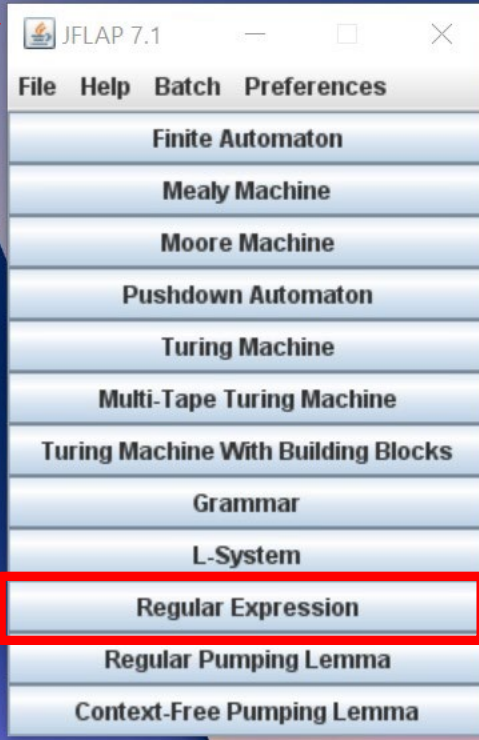 JFLAP 7.1
File Help Batch Preferences
Finite Automaton
Mealy Machine
Moore Machine
Pushdown Automaton
Turing Machine
Multi-Tape Turing Machine
Turing Machine With Building Blocks
Grammar
L-System
Regular Expression
Regular Pumping Lemma
Context-Free Pumping Lemma